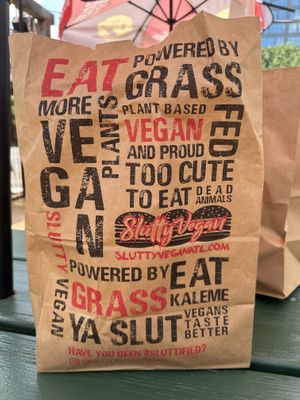 EAT
MORE
PLANTS
VEGAN
SLUTTY
VEGAN
POWERED BY
GRASS
FED
PLANT BASED
VEGAN
AND PROUD
TOO CUTE
TO EAT
DEAD
ANIMALS
Slutty Vegan
SLUTTYVEGANATL.COM
POWERED BY
GRASS
EAT
KALEME
YA SLUT
VEGANS
TASTE
BETTER
HAVE YOU BEEN #SLUTTIFIED?